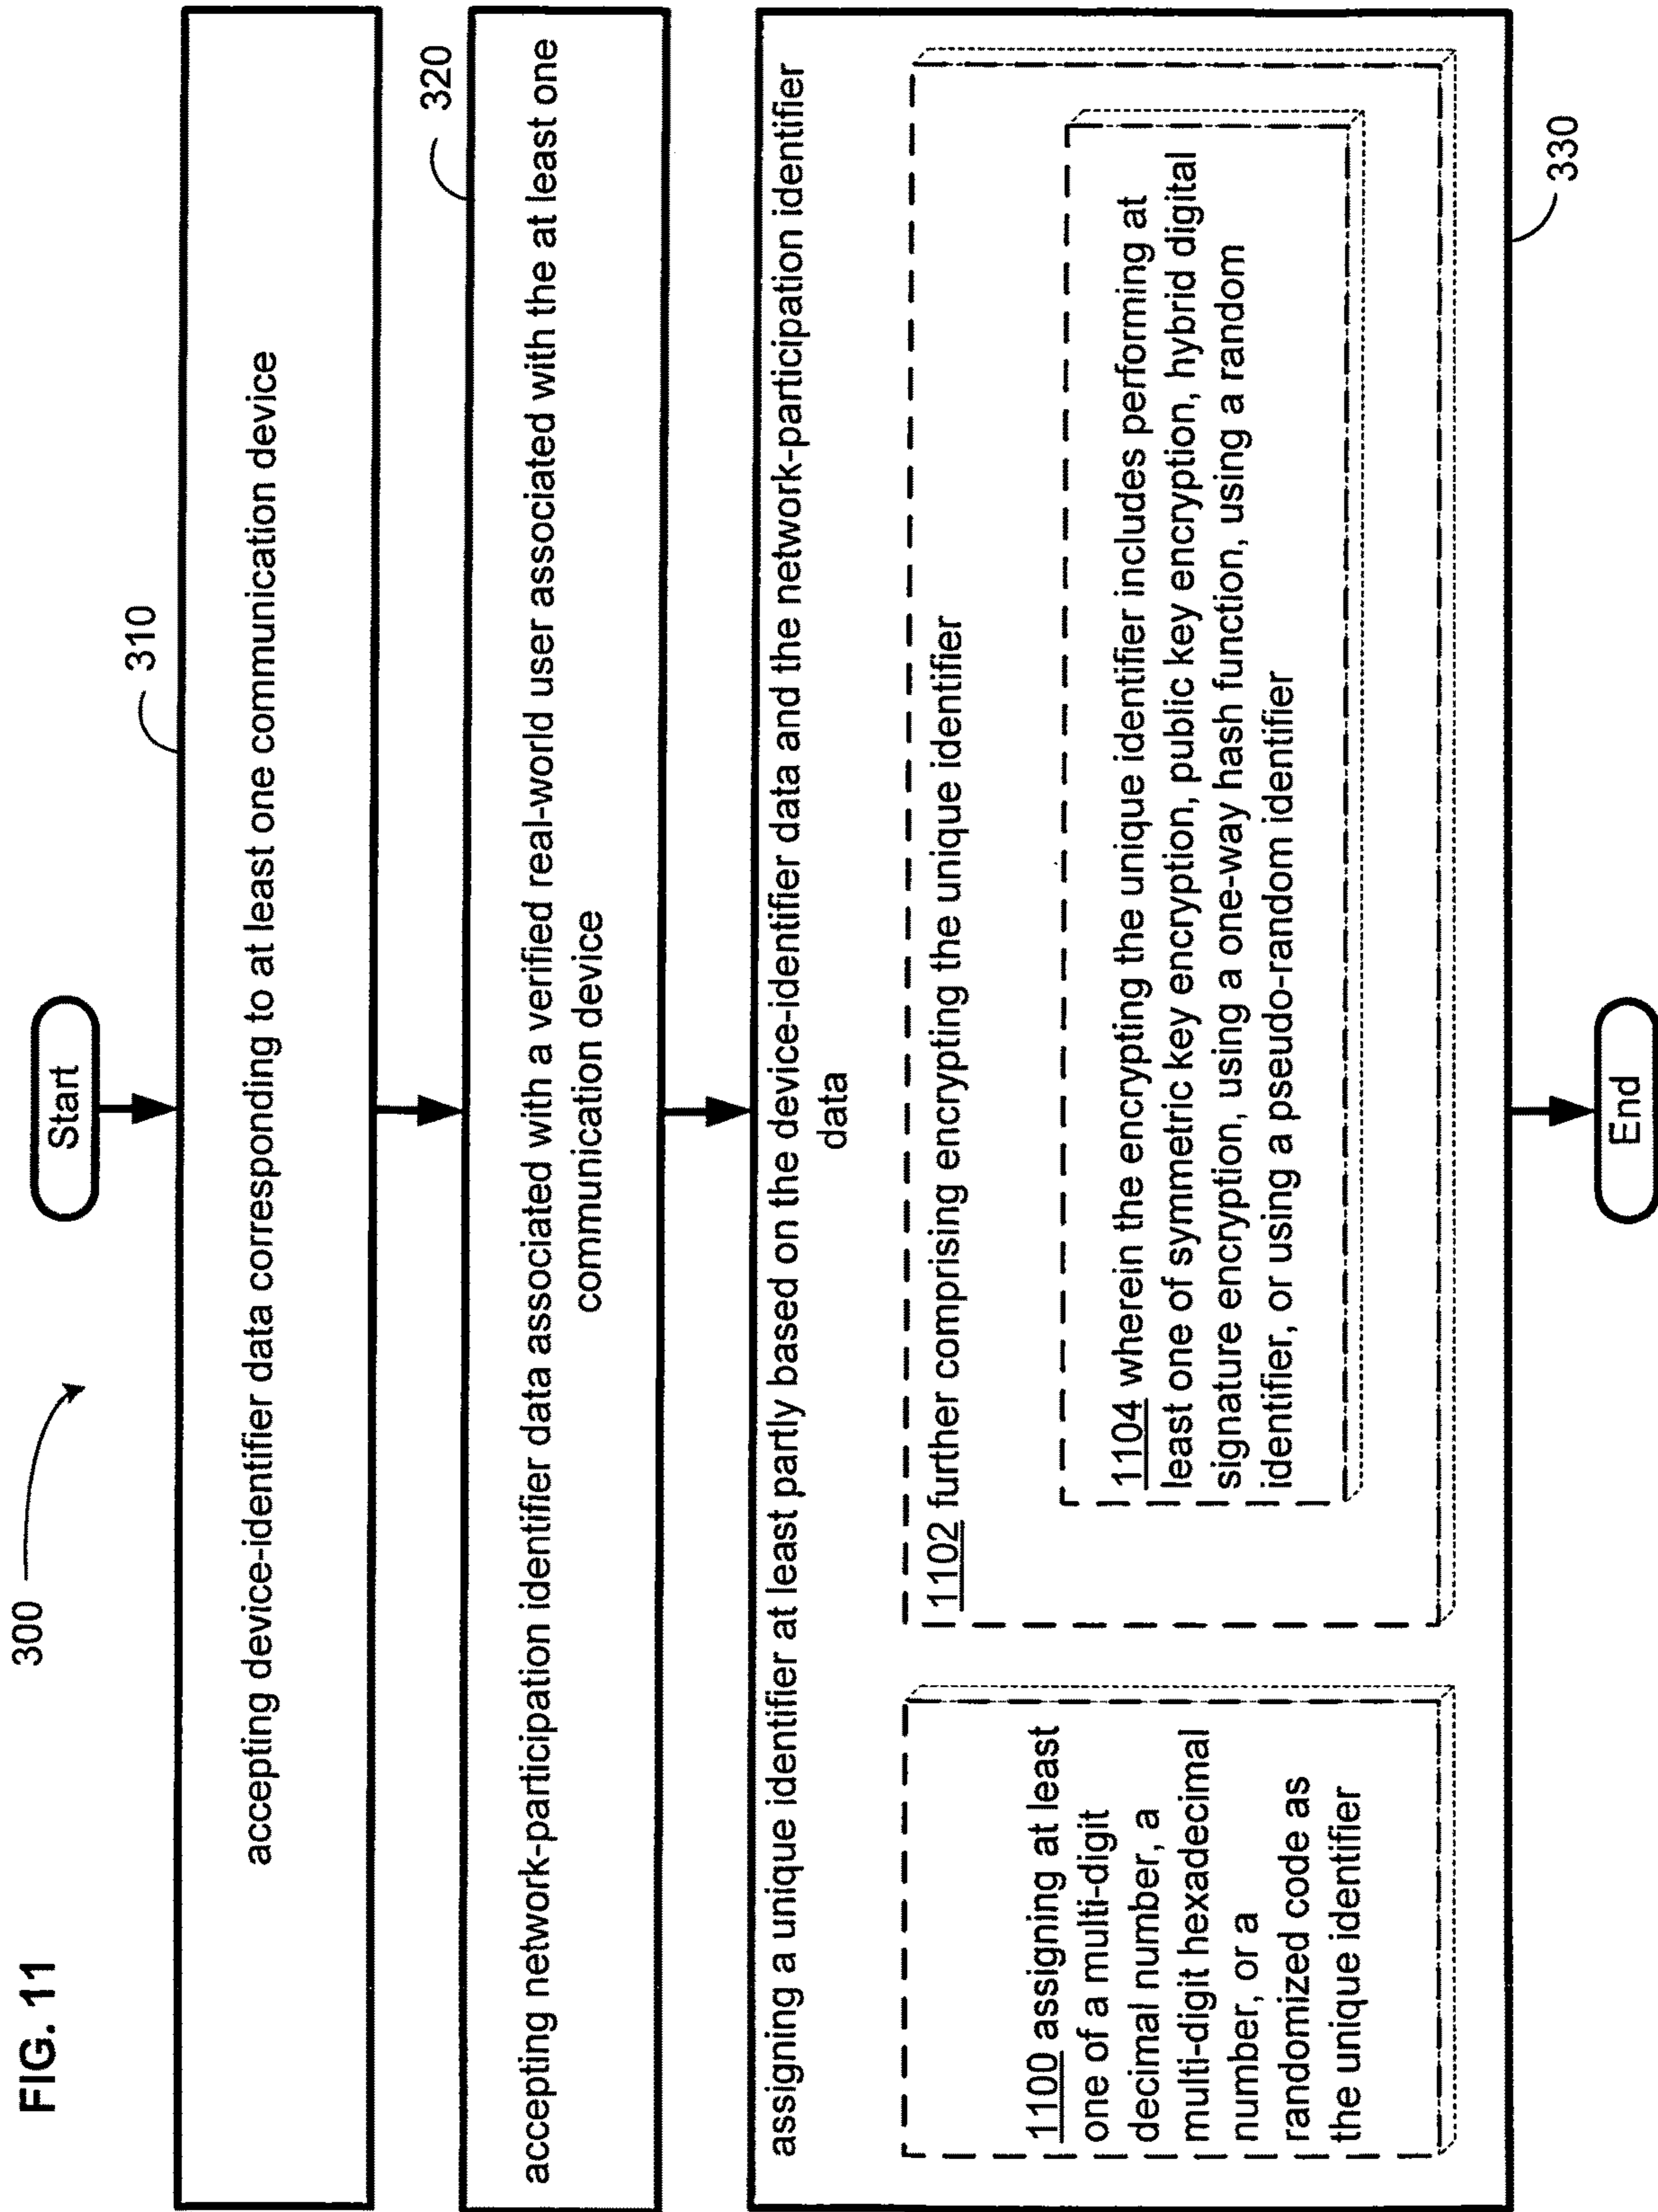 FIG. 11
300
Start
310
accepting device-identifier data corresponding to at least one communication device
320
accepting network-participation identifier data associated with a verified real-world user associated with the at least one
communication device
assigning a unique identifier at least partly based on the device-identifier data and the network-participation identifier
data
1100 assigning at least
one of a multi-digit
decimal number, a
multi-digit hexadecimal
number, or a
randomized code as
the unique identifier
1102 further comprising encrypting the unique identifier
1104 wherein the encrypting the unique identifier includes performing at
least one of symmetric key encryption, public key encryption, hybrid digital
signature encryption, using a one-way hash function, using a random
identifier, or using a pseudo-random identifier
330
End